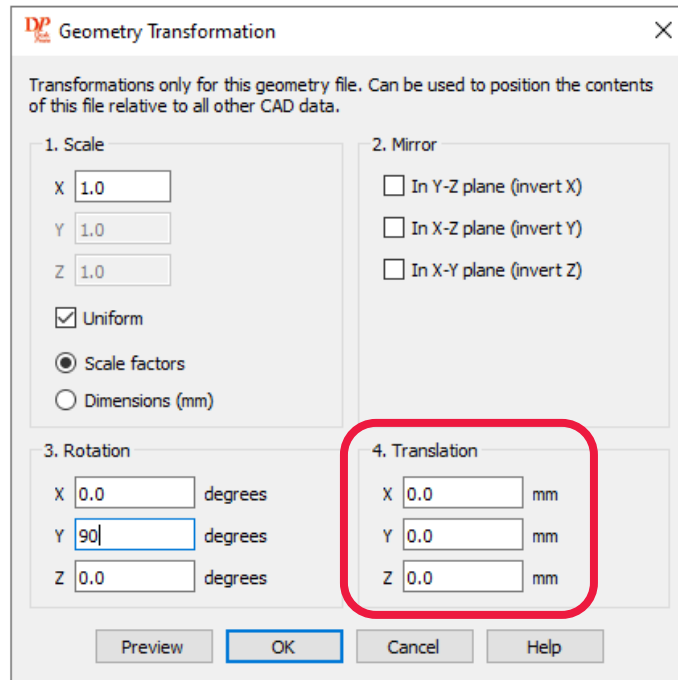 DP Geometry Transformation
Transformations only for this geometry file. Can be used to position the contents
of this file relative to all other CAD data.
1. Scale
X 1.0
Y 1.0
Z 1.0
Uniform
Scale factors
Dimensions (mm)
2. Mirror
In Y-Z plane (invert X)
In X-Z plane (invert Y)
In X-Y plane (invert Z)
3. Rotation
X 0.0 degrees
Y 90 degrees
Z 0.0 degrees
4. Translation
X 0.0 mm
Y 0.0 mm
Z 0.0 mm
Preview OK Cancel Help